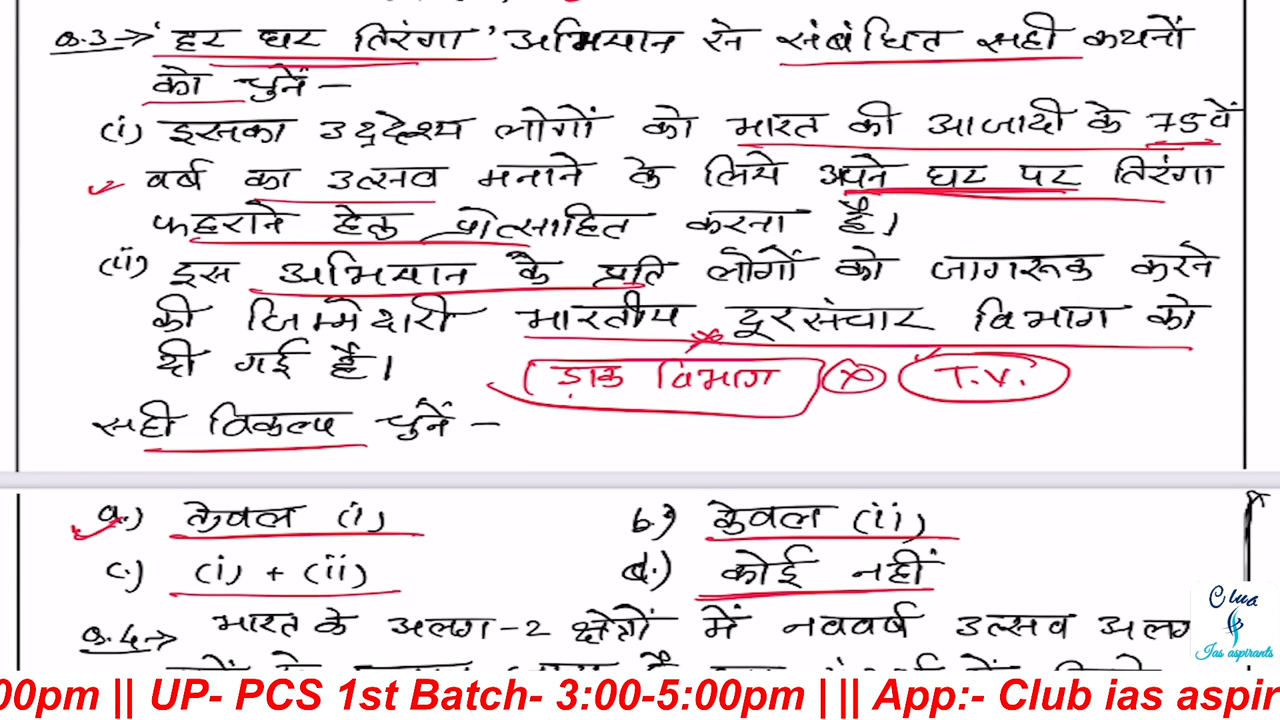 Q.3→ 'हर घर तिरंगा' अभियान से संबंधित सही कथनों
को चुनें –
(i) इसका उद्देश्य लोगों को भारत की आजादी के 75वें
वर्ष का उत्सव मनाने के लिये अपने घर पर तिरंगा
फहराने हेतु प्रोत्साहित करना है।
(ii) इस अभियान के प्रति लोगों को जागरूक करने
की जिम्मेदारी भारतीय दूरसंचार विभाग को
दी गई है।
डाक विभाग
T.V.
सही विकल्प चुनें –
a.) केवल (i)
b.) केवल (ii)
c.) (i) + (ii)
d.) कोई नहीं
Q.4→ भारत के अलग-2 क्षेत्रों में नववर्ष उत्सव अलग
Club
Ias aspirants
00pm || UP- PCS 1st Batch- 3:00-5:00pm | || App:- Club ias aspir